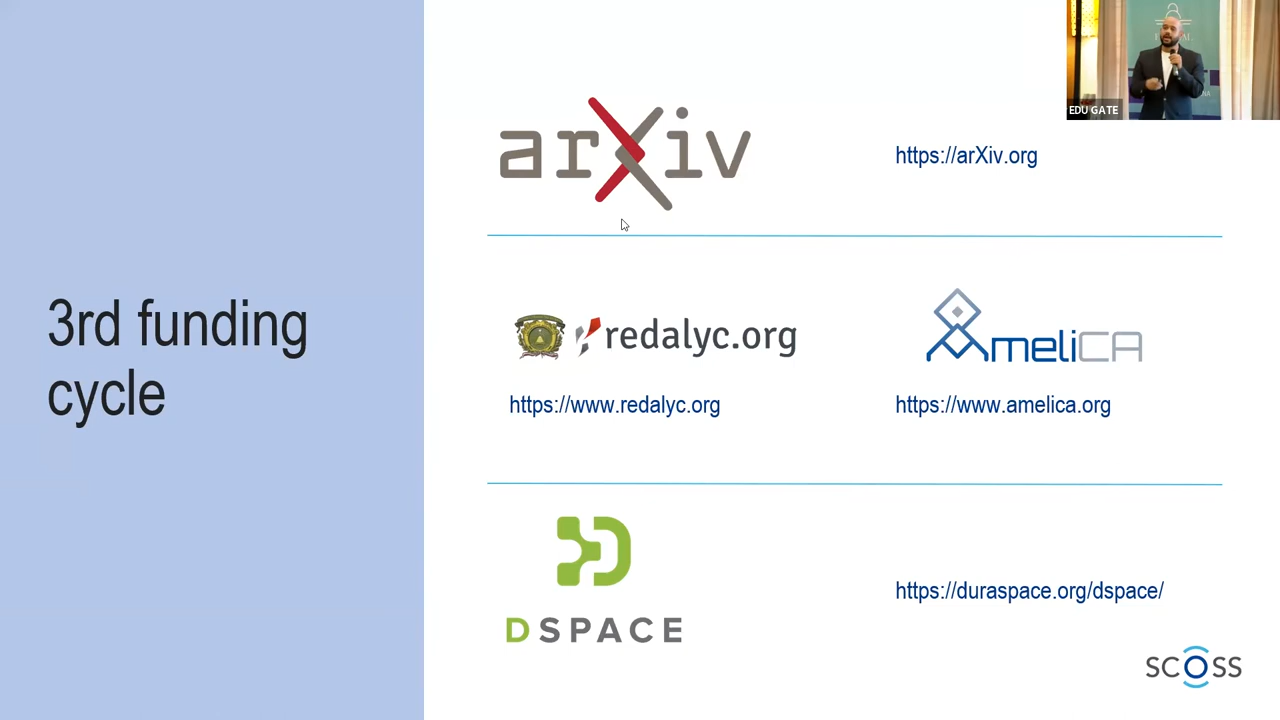 EDU GATE
arXiv
https://arXiv.org
3rd funding
cycle
redalyc.org
AmeliCA
https://www.redalyc.org
https://www.amelica.org
DSPACE
https://duraspace.org/dspace/
SCOSS